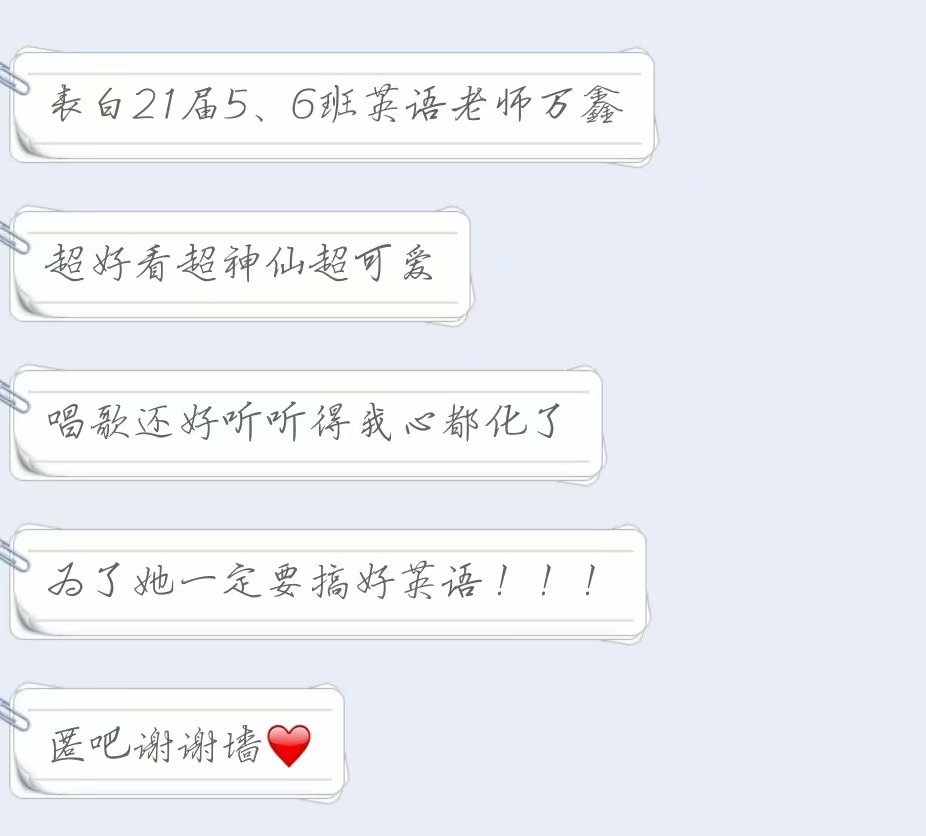 表白21届5、6班英语老师万鑫
超好看超神仙超可爱
唱歌还好听听得我心都化了
为了她一定要搞好英语！！！
匿吧谢谢墙❤️